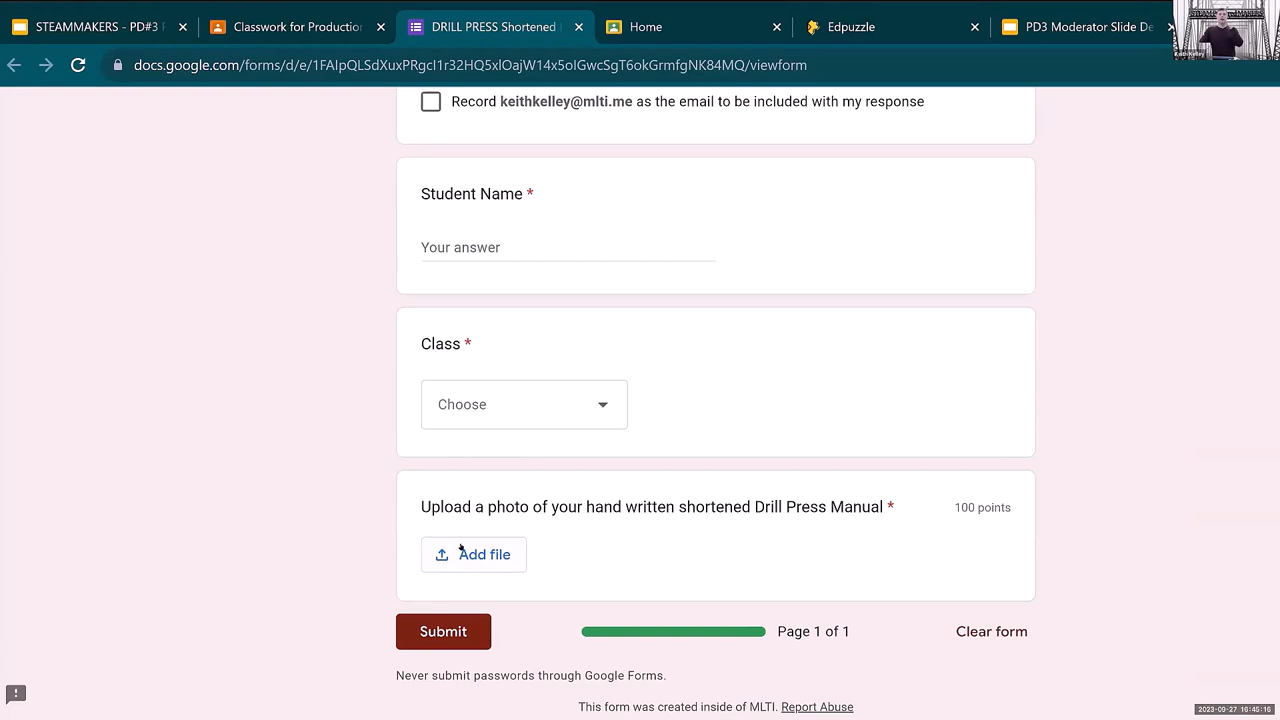 STEAMMAKERS - PD#3
Classwork for Productio
DRILL PRESS
Home
Edpuzzle
PD3 Moderator Slide De
docs.google.com/forms/d/e/
/viewform
Record keithkelley@mlti.me as the email to be included with my response
Student Name *
Your answer
Class *
Choose
Upload a photo of your hand written shortened Drill Press Manual *
100 points
Add file
Submit
Page 1 of 1
Clear form
Never submit passwords through Google Forms.
This form was created inside of MLTI. Report Abuse
2023-09-27 16:45:16